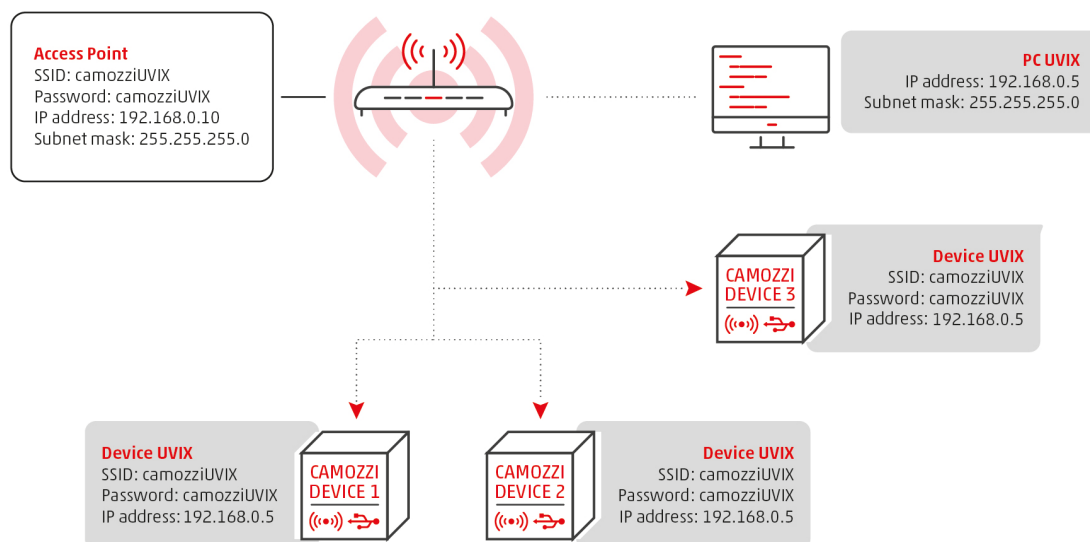 Access Point
SSID: camozziUVIX
Password: camozziUVIX
IP address: 192.168.0.10
Subnet mask: 255.255.255.0
PC UVIX
IP address: 192.168.0.5
Subnet mask: 255.255.255.0
CAMOZZI
DEVICE 3
Device UVIX
SSID: camozziUVIX
Password: camozziUVIX
IP address: 192.168.0.5
Device UVIX
SSID: camozziUVIX
Password: camozziUVIX
IP address: 192.168.0.5
CAMOZZI
DEVICE 1
CAMOZZI
DEVICE 2
Device UVIX
SSID: camozziUVIX
Password: camozziUVIX
IP address: 192.168.0.5